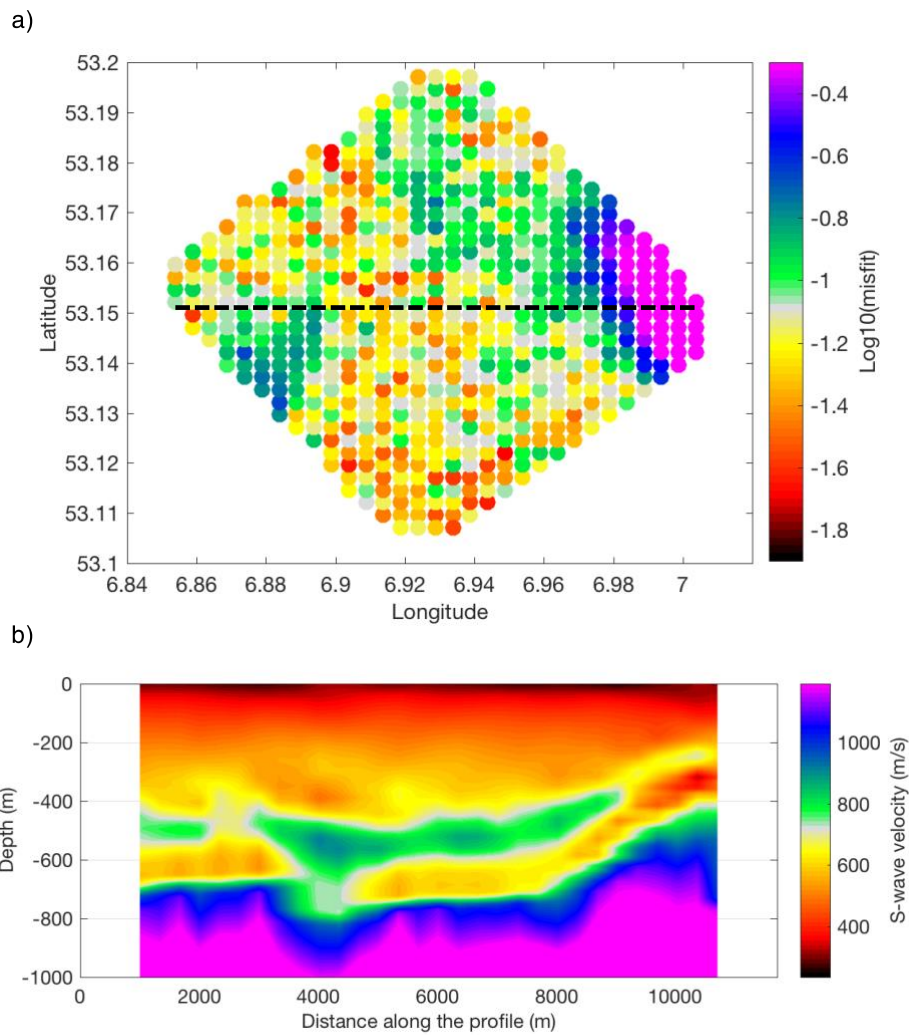 a)
53.2
53.19
53.18
53.17
53.16
53.15
53.14
53.13
53.12
53.11
53.1
Latitude
6.84 6.86 6.88 6.9 6.92 6.94 6.96 6.98 7
Longitude
-0.4
-0.6
-0.8
-1
-1.2
-1.4
-1.6
-1.8
Log10(misfit)
b)
0
-200
-400
-600
-800
-1000
Depth (m)
0 2000 4000 6000 8000 10000
Distance along the profile (m)
1000
800
600
400
S-wave velocity (m/s)